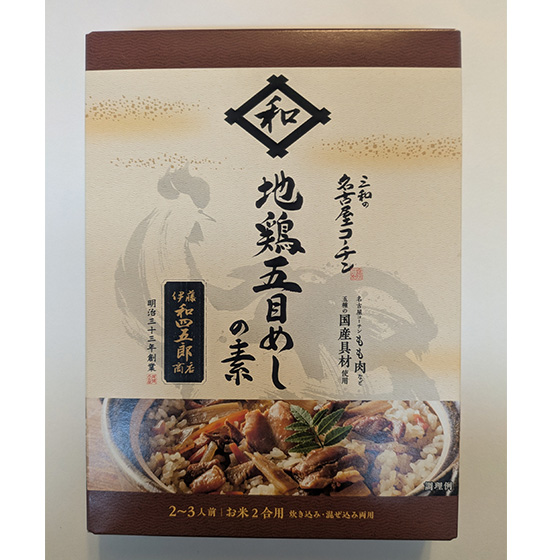 和
三和の
名古屋コーチン
地鶏五目めし
の素
名古屋コーチンもも肉など
五種の国産具材使用
伊藤
和四五郎
商店
明治三十三年創業
調理例
2〜3人前|お米2合用 炊き込み・混ぜ込み両用